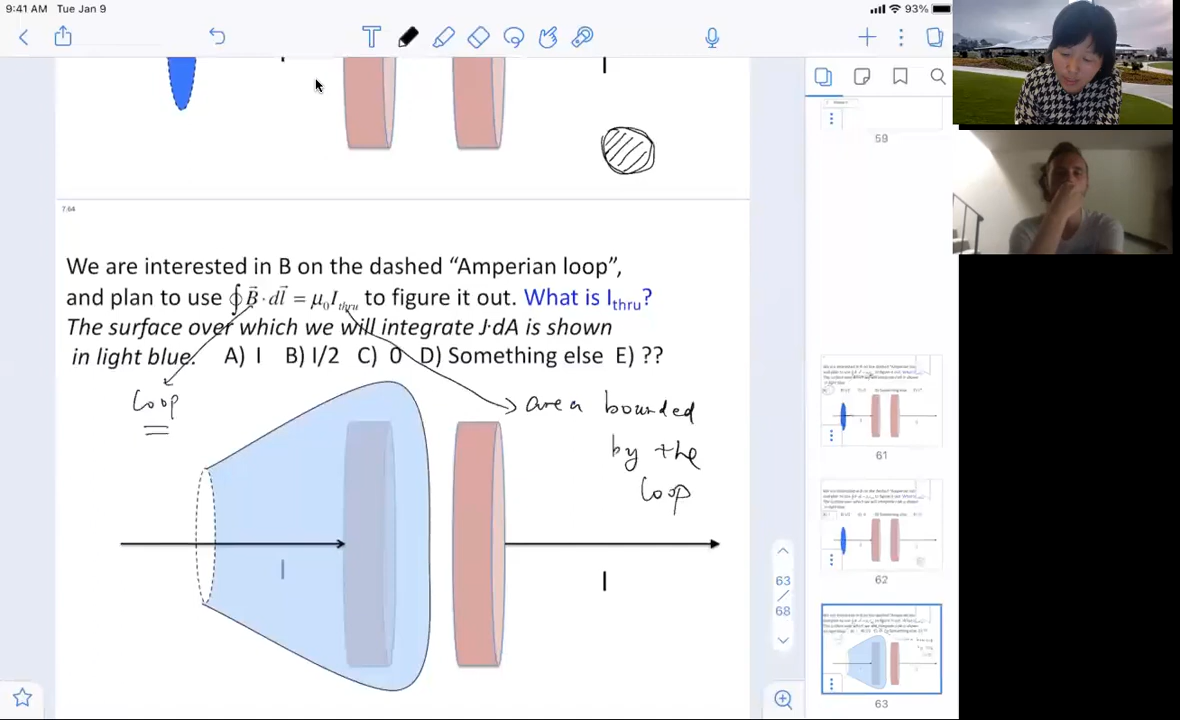 9:41 AM Tue Jan 9
93%
T
I
59
7.64
We are interested in B on the dashed “Amperian loop”,
and plan to use ∮B⃗·dl⃗ = μ₀I_thru to figure it out. What is I_thru?
The surface over which we will integrate J·dA is shown
in light blue. A) I B) I/2 C) 0 D) Something else E) ??
loop
area bounded
by the
loop
I
I
61
62
63
63
/
68